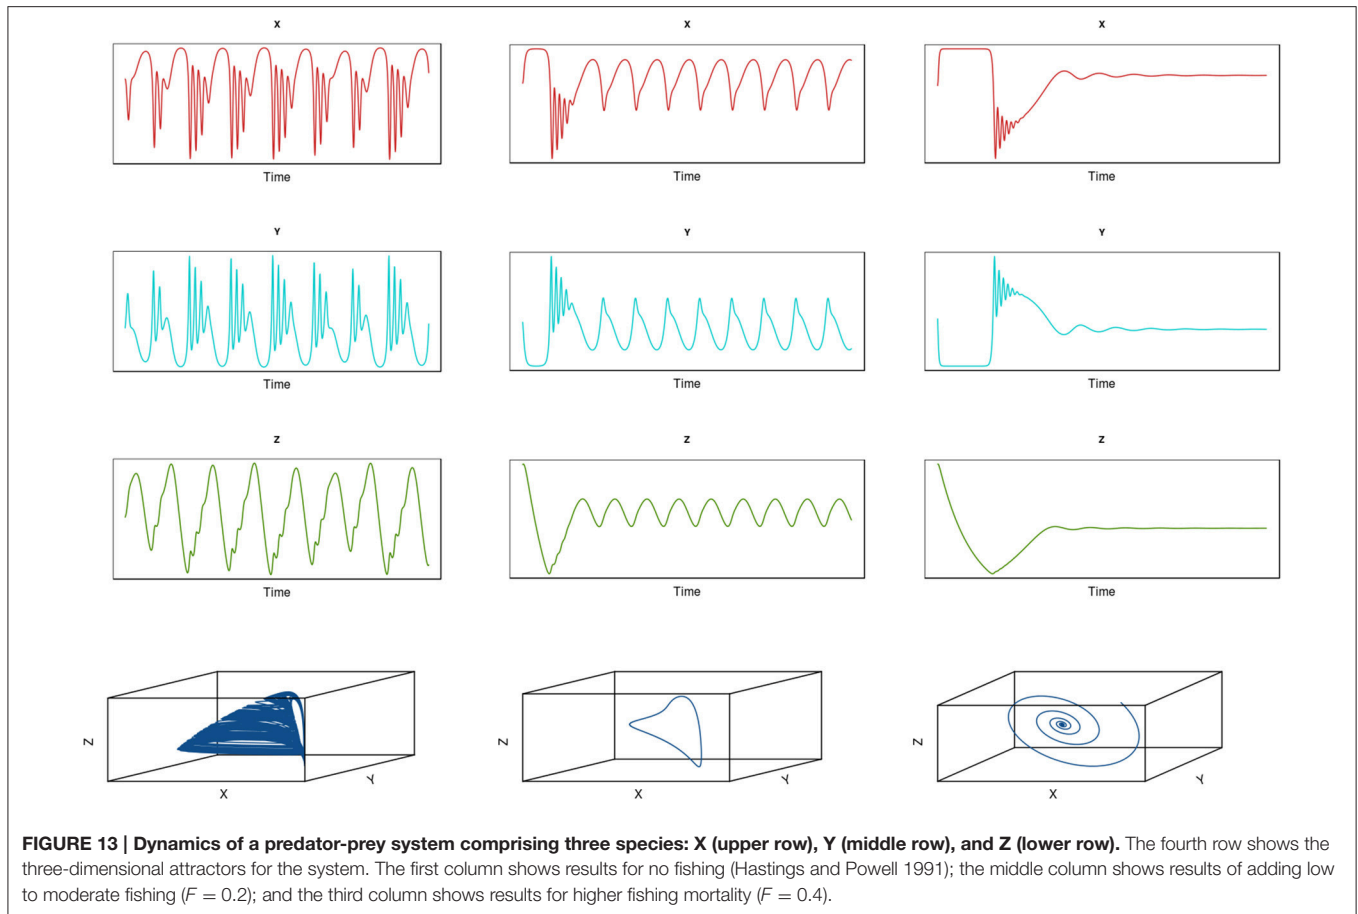 X
X
X
Time
Time
Time
Y
Y
Y
Time
Time
Time
Z
Z
Z
Time
Time
Time
Z
X
Y
Z
X
Y
Z
X
Y
FIGURE 13 | Dynamics of a predator-prey system comprising three species: X (upper row), Y (middle row), and Z (lower row). The fourth row shows the
three-dimensional attractors for the system. The first column shows results for no fishing (Hastings and Powell 1991); the middle column shows results of adding low
to moderate fishing (F = 0.2); and the third column shows results for higher fishing mortality (F = 0.4).